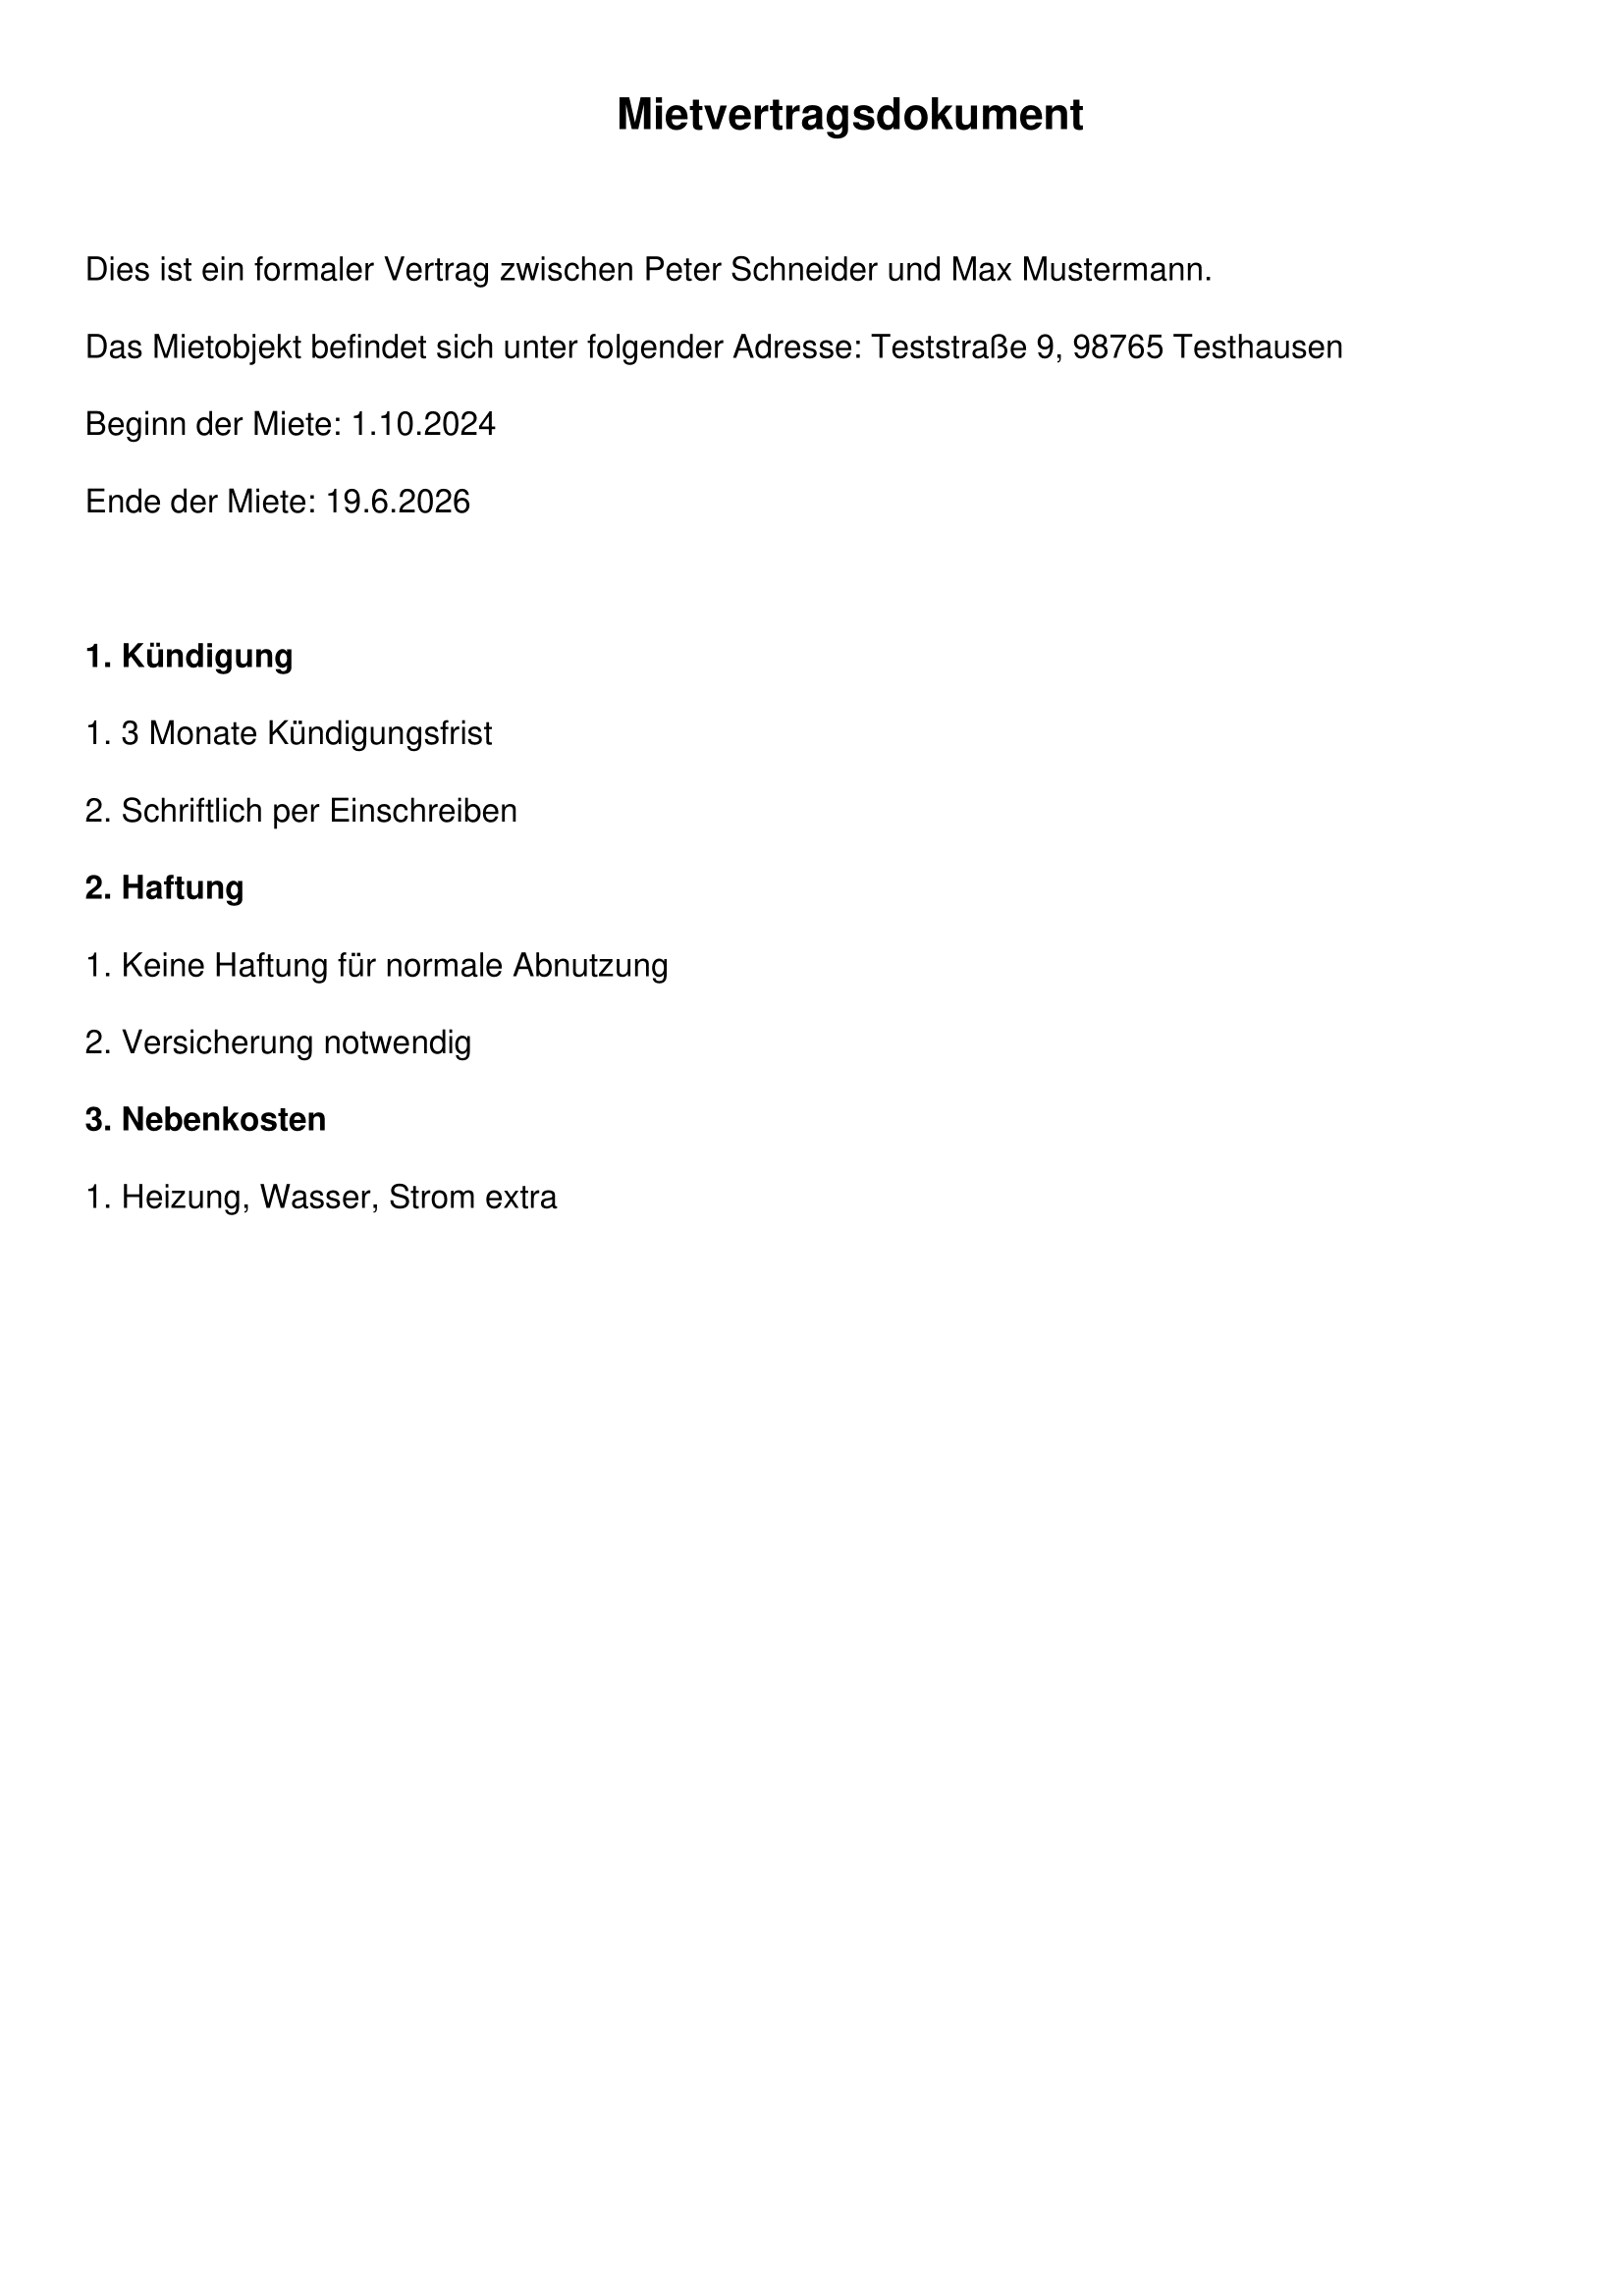 Mietvertragsdokument
Dies ist ein formaler Vertrag zwischen Peter Schneider und Max Mustermann.
Das Mietobjekt befindet sich unter folgender Adresse: Teststraße 9, 98765 Testhausen
Beginn der Miete: 1.10.2024
Ende der Miete: 19.6.2026
1. Kündigung
1. 3 Monate Kündigungsfrist
2. Schriftlich per Einschreiben
2. Haftung
1. Keine Haftung für normale Abnutzung
2. Versicherung notwendig
3. Nebenkosten
1. Heizung, Wasser, Strom extra